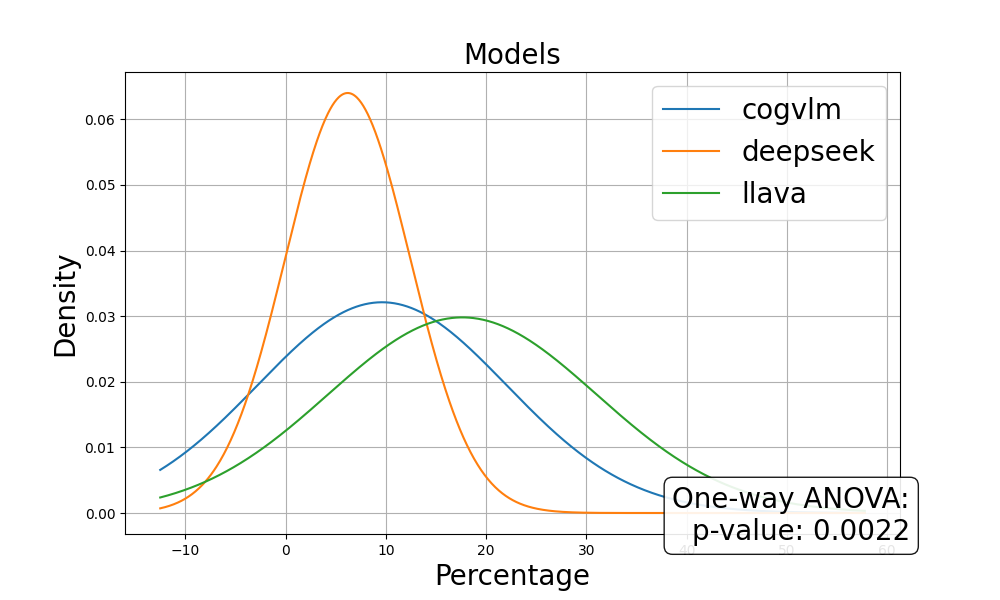 Models
cogvlm
deepseek
llava
Density
0.06
0.05
0.04
0.03
0.02
0.01
0.00
One-way ANOVA:
p-value: 0.0022
−10 0 10 20 30 40 50 60
Percentage